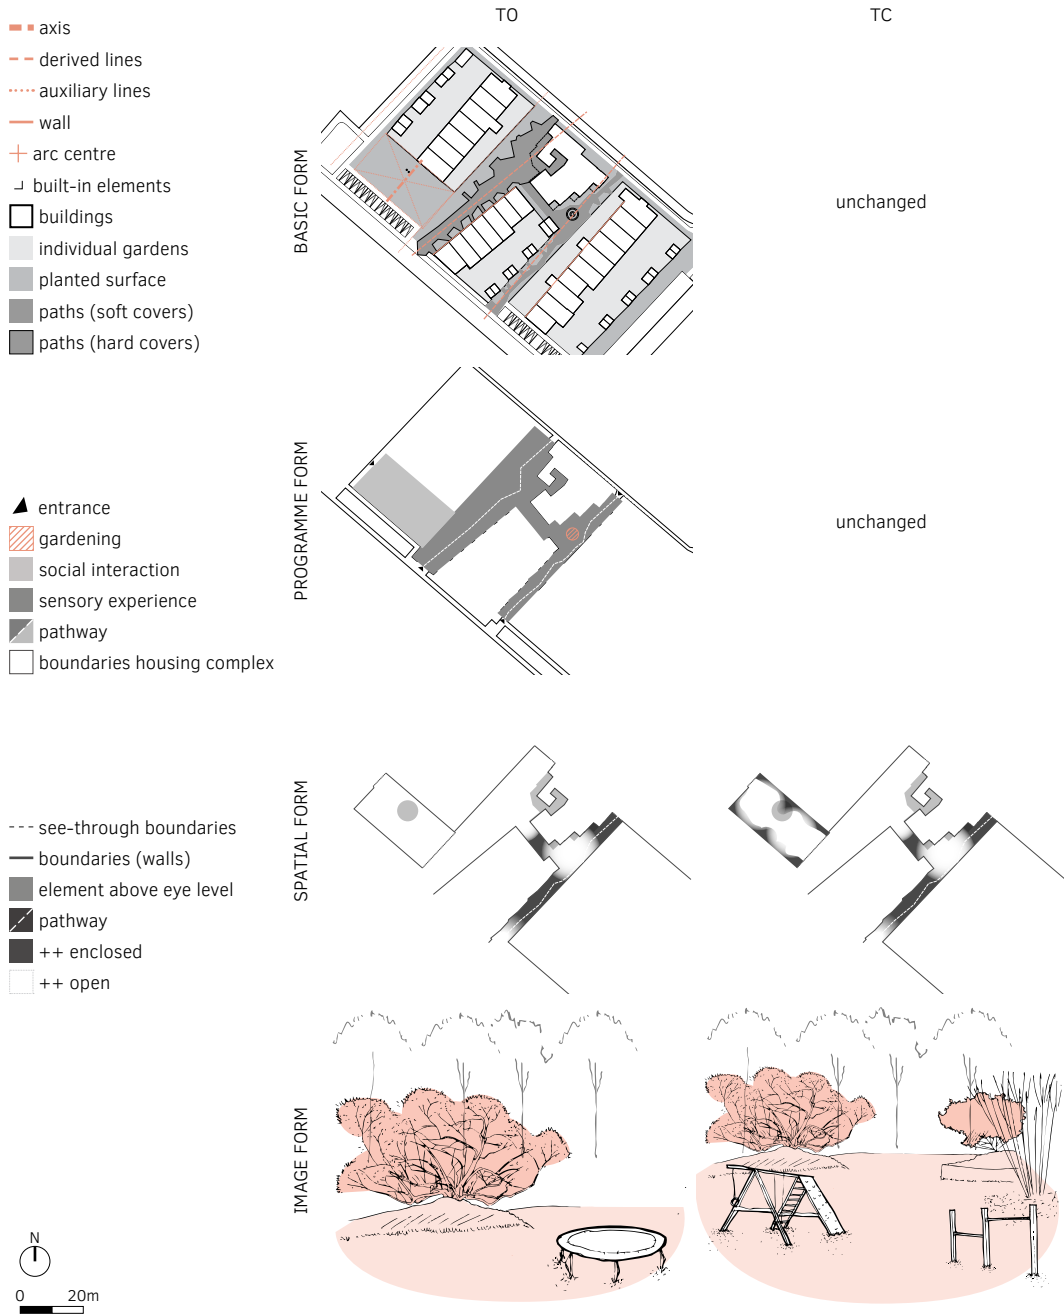 TO
TC
axis
derived lines
auxiliary lines
wall
arc centre
built-in elements
buildings
individual gardens
planted surface
paths (soft covers)
paths (hard covers)
BASIC FORM
unchanged
entrance
gardening
social interaction
sensory experience
pathway
boundaries housing complex
PROGRAMME FORM
unchanged
see-through boundaries
boundaries (walls)
element above eye level
pathway
++ enclosed
++ open
SPATIAL FORM
IMAGE FORM
N
0 20m